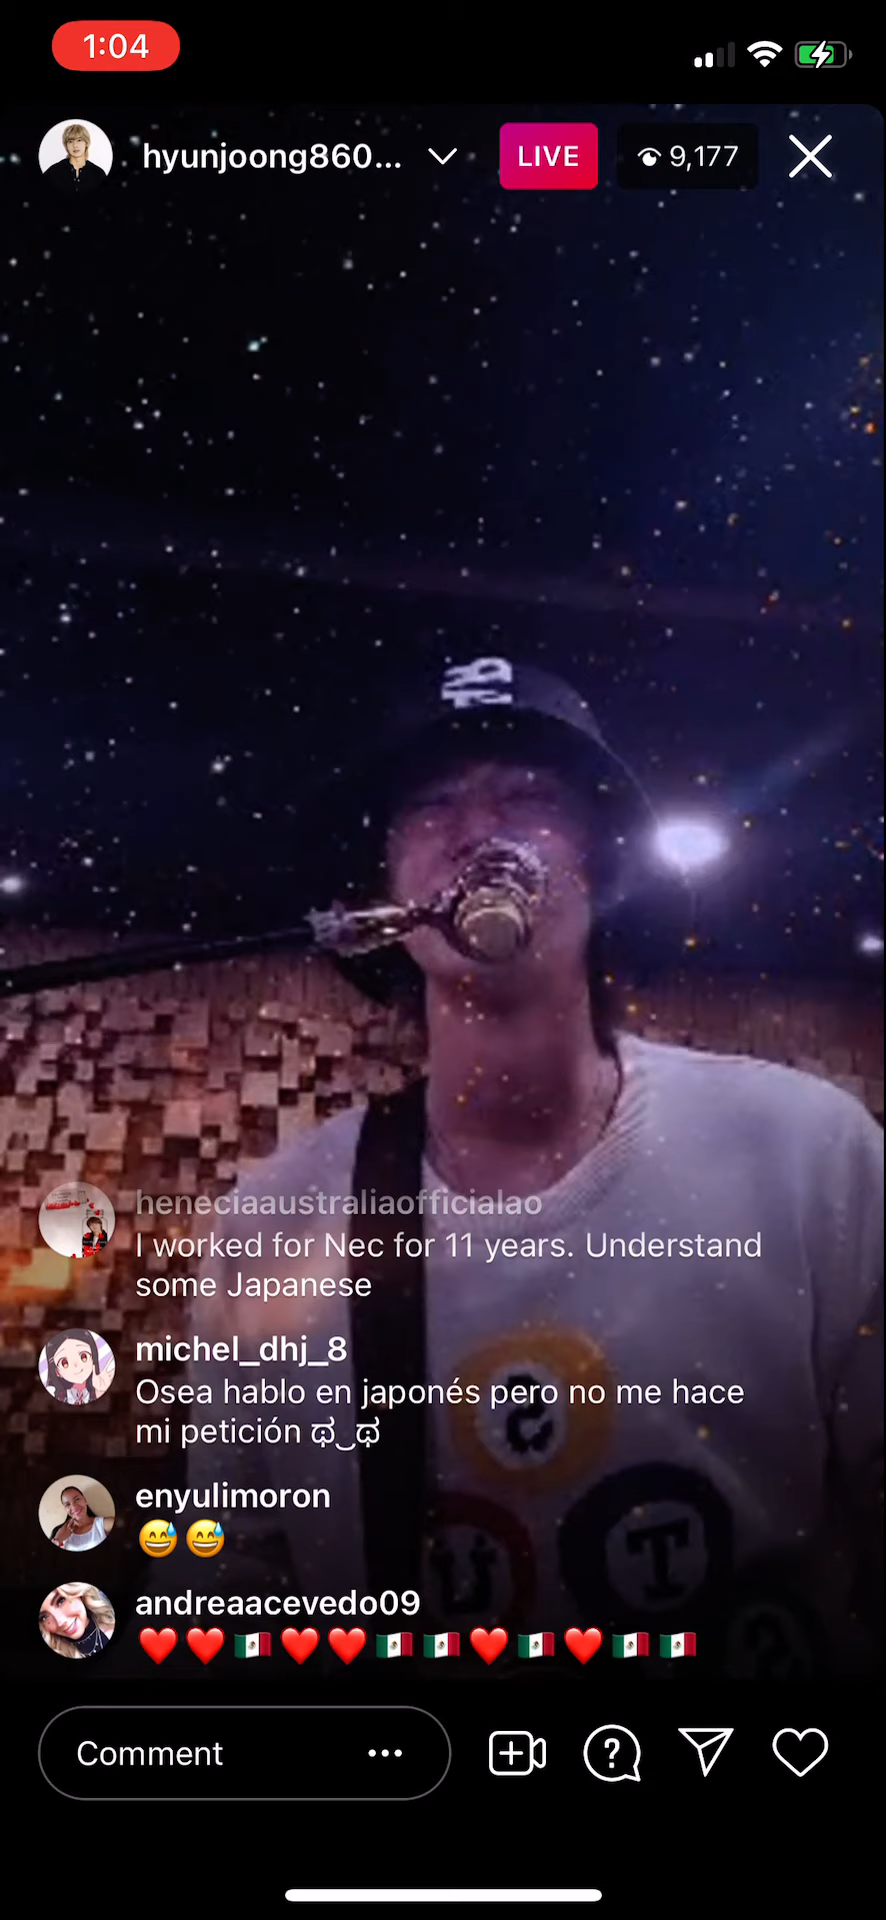 1:04
hyunjoong860...
LIVE
9,177
heneciaaustraliaofficialao
I worked for Nec for 11 years. Understand
some Japanese
michel_dhj_8
Osea hablo en japonés pero no me hace
mi petición ಥ‿ಥ
enyulimoron
😅😅
andreaacevedo09
❤️❤️🇲🇽❤️❤️🇲🇽🇲🇽❤️🇲🇽❤️🇲🇽🇲🇽
Comment